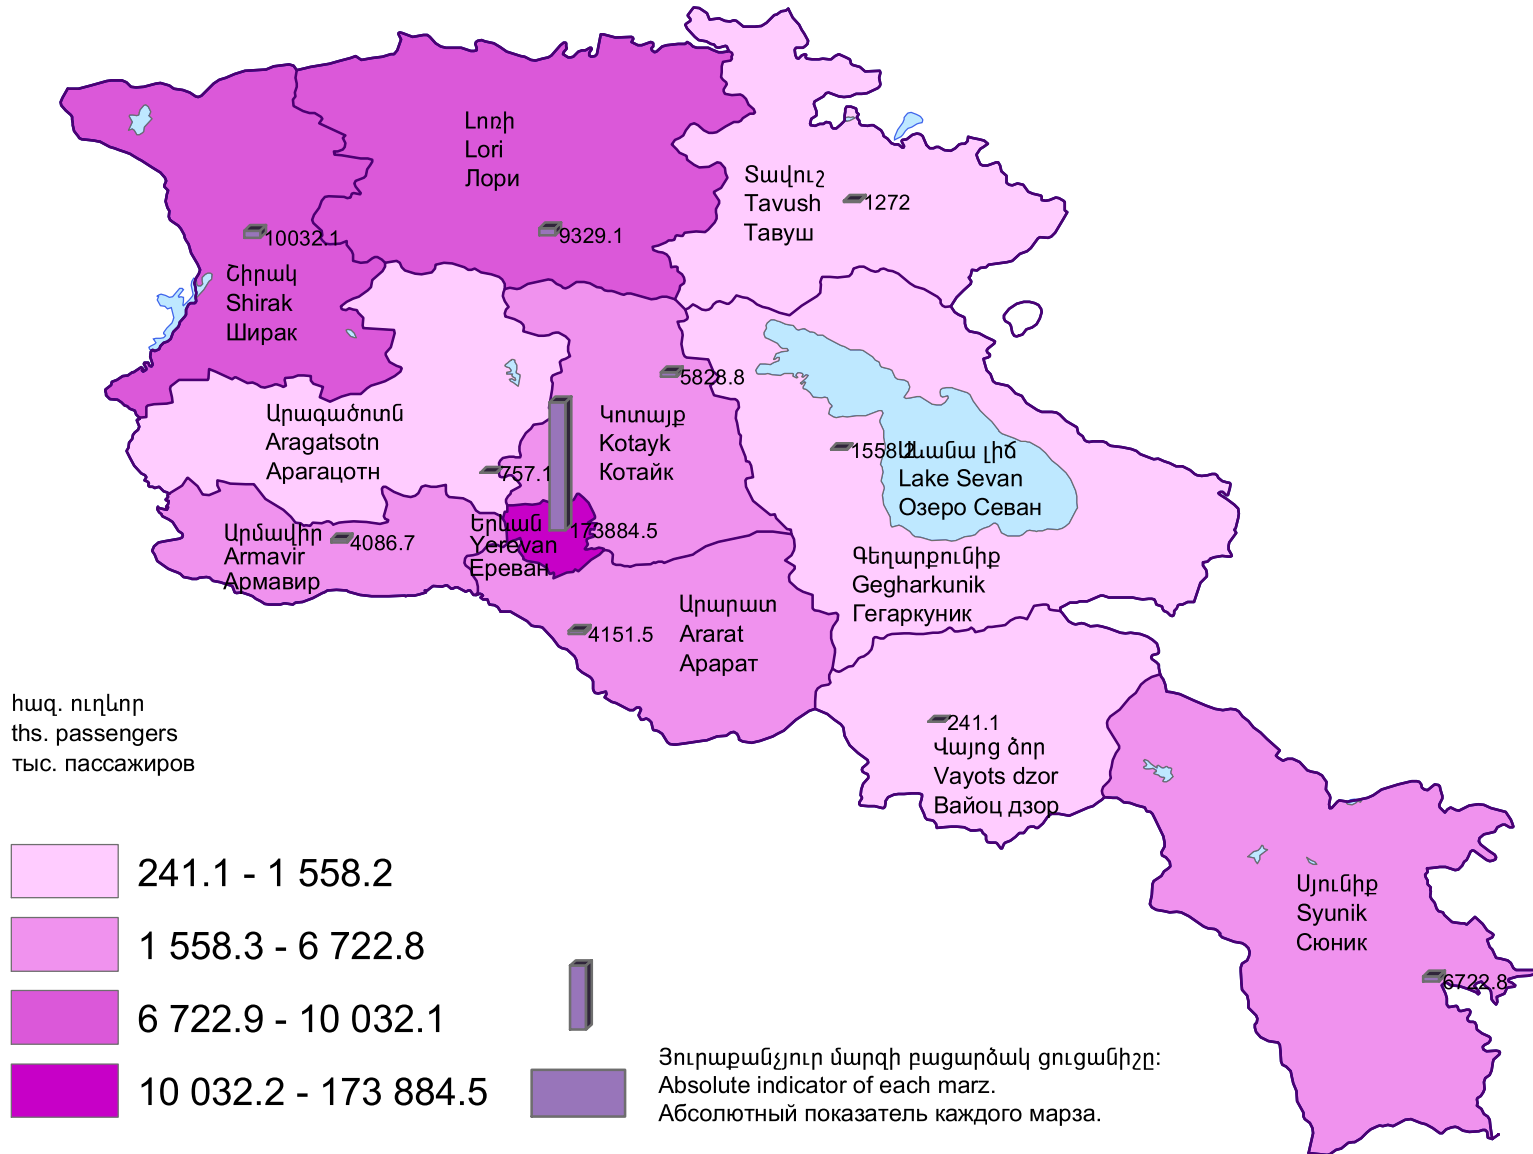 Լոռի
Lori
Лори
9329.1
Տավուշ
Tavush
Тавуш
1272
10032.1
Շիրակ
Shirak
Ширак
5828.8
Արագածոտն
Aragatsotn
Арагацотн
757.1
Կոտայք
Kotayk
Котайк
1558.2
Սևանա լիճ
Lake Sevan
Озеро Севан
Արմավիր
Armavir
Армавир
4086.7
Երևան
Yerevan
Ереван
173884.5
Գեղարքունիք
Gegharkunik
Гегаркуник
Արարատ
Ararat
Арарат
4151.5
241.1
Վայոց ձոր
Vayots dzor
Вайоц дзор
Սյունիք
Syunik
Сюник
6722.8
հազ. ուղևոր
ths. passengers
тыс. пассажиров
241.1 - 1 558.2
1 558.3 - 6 722.8
6 722.9 - 10 032.1
10 032.2 - 173 884.5
Յուրաքանչյուր մարզի բացարձակ ցուցանիշը:
Absolute indicator of each marz.
Абсолютный показатель каждого марза.